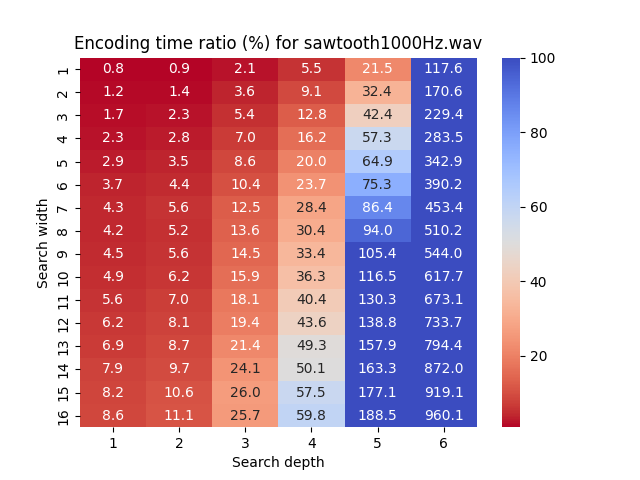 Encoding time ratio (%) for sawtooth1000Hz.wav
Search width
1 0.8 0.9 2.1 5.5 21.5 117.6
2 1.2 1.4 3.6 9.1 32.4 170.6
3 1.7 2.3 5.4 12.8 42.4 229.4
4 2.3 2.8 7.0 16.2 57.3 283.5
5 2.9 3.5 8.6 20.0 64.9 342.9
6 3.7 4.4 10.4 23.7 75.3 390.2
7 4.3 5.6 12.5 28.4 86.4 453.4
8 4.2 5.2 13.6 30.4 94.0 510.2
9 4.5 5.6 14.5 33.4 105.4 544.0
10 4.9 6.2 15.9 36.3 116.5 617.7
11 5.6 7.0 18.1 40.4 130.3 673.1
12 6.2 8.1 19.4 43.6 138.8 733.7
13 6.9 8.7 21.4 49.3 157.9 794.4
14 7.9 9.7 24.1 50.1 163.3 872.0
15 8.2 10.6 26.0 57.5 177.1 919.1
16 8.6 11.1 25.7 59.8 188.5 960.1
1 2 3 4 5 6
Search depth
100
80
60
40
20